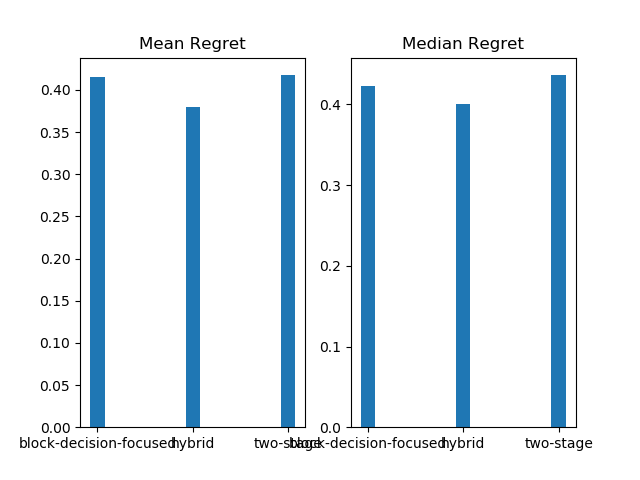 Mean Regret
0.40
0.35
0.30
0.25
0.20
0.15
0.10
0.05
0.00
block-decision-focused
hybrid
two-stage
Median Regret
0.4
0.3
0.2
0.1
0.0
block-decision-focused
hybrid
two-stage